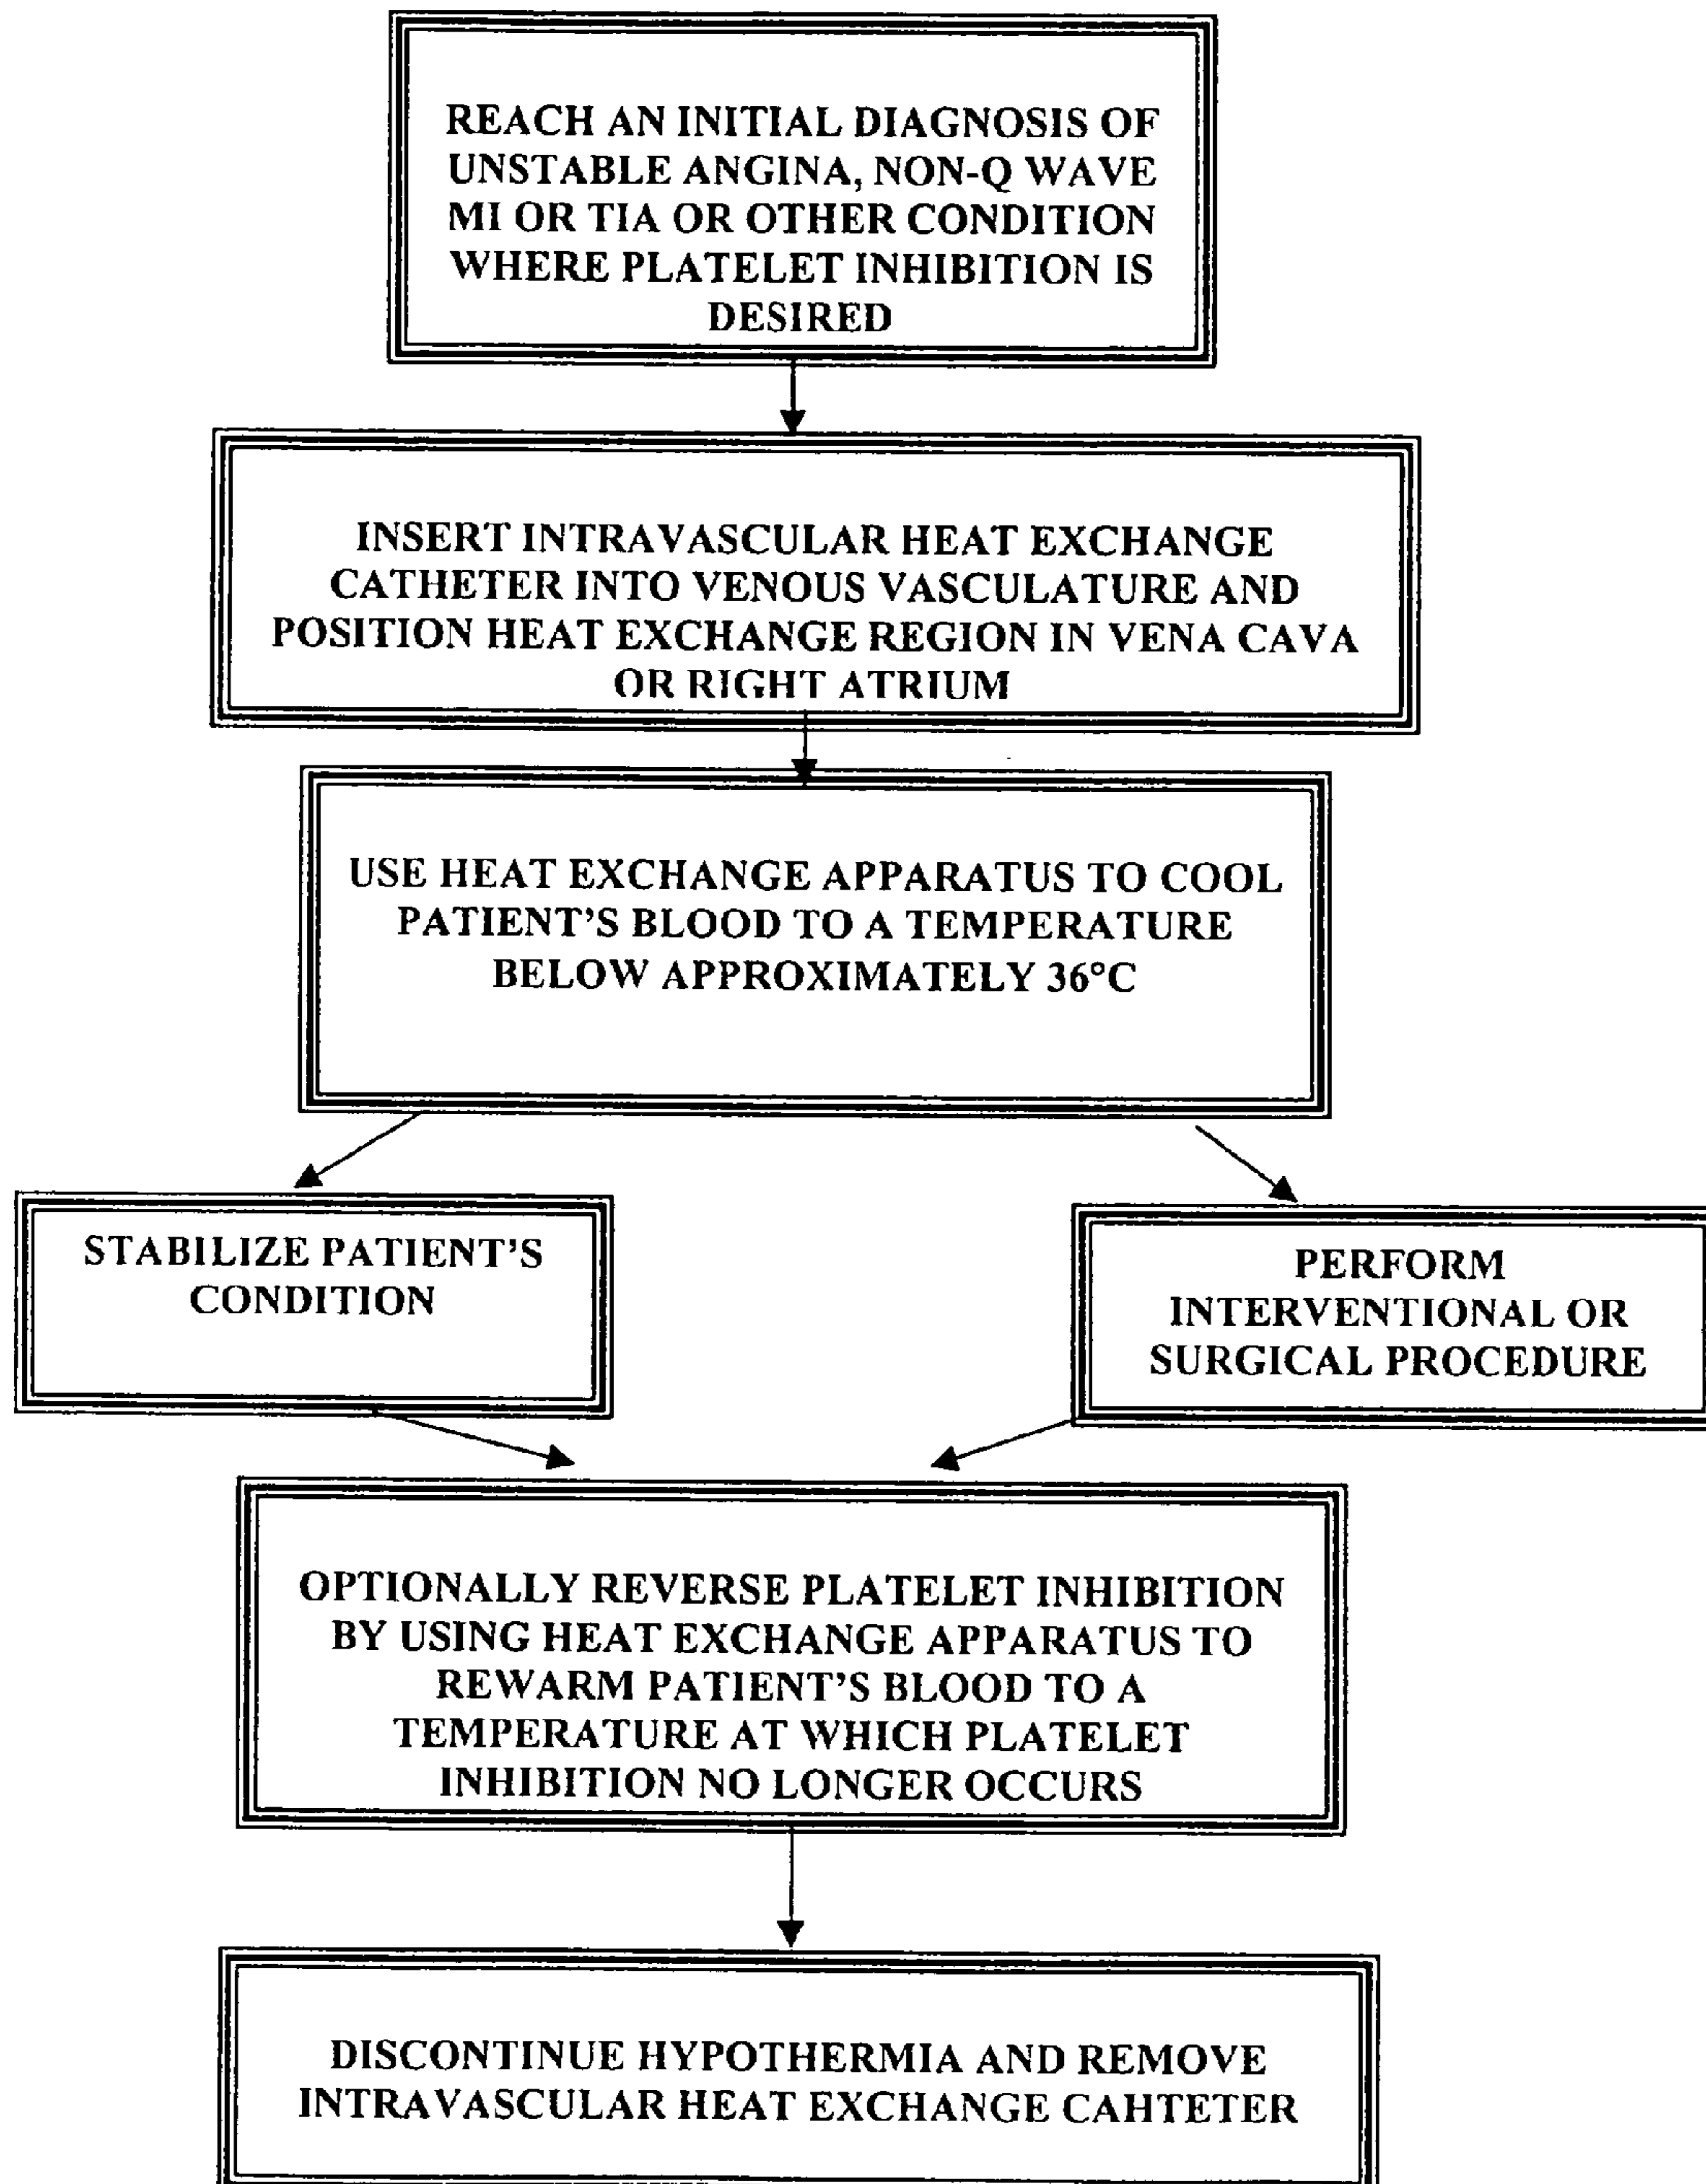 REACH AN INITIAL DIAGNOSIS OF
UNSTABLE ANGINA, NON-Q WAVE
MI OR TIA OR OTHER CONDITION
WHERE PLATELET INHIBITION IS
DESIRED
INSERT INTRAVASCULAR HEAT EXCHANGE
CATHETER INTO VENOUS VASCULATURE AND
POSITION HEAT EXCHANGE REGION IN VENA CAVA
OR RIGHT ATRIUM
USE HEAT EXCHANGE APPARATUS TO COOL
PATIENT'S BLOOD TO A TEMPERATURE
BELOW APPROXIMATELY 36°C
STABILIZE PATIENT'S
CONDITION
PERFORM
INTERVENTIONAL OR
SURGICAL PROCEDURE
OPTIONALLY REVERSE PLATELET INHIBITION
BY USING HEAT EXCHANGE APPARATUS TO
REWARM PATIENT'S BLOOD TO A
TEMPERATURE AT WHICH PLATELET
INHIBITION NO LONGER OCCURS
DISCONTINUE HYPOTHERMIA AND REMOVE
INTRAVASCULAR HEAT EXCHANGE CAHTETER